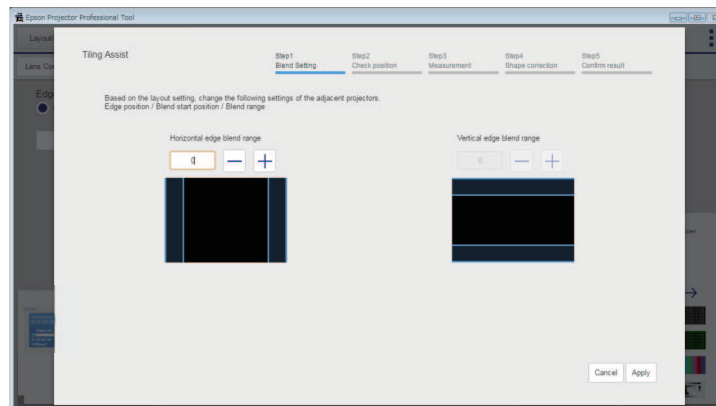 Epson Projector Professional Tool
Layout
Tiling Assist
Step1
Blend Setting
Step2
Check position
Step3
Measurement
Step4
Shape correction
Step5
Confirm result
Lens Co
Edg
Based on the layout setting, change the following settings of the adjacent projectors.
Edge position / Blend start position / Blend range
Horizontal edge blend range
Vertical edge blend range
0
0
Cancel
Apply